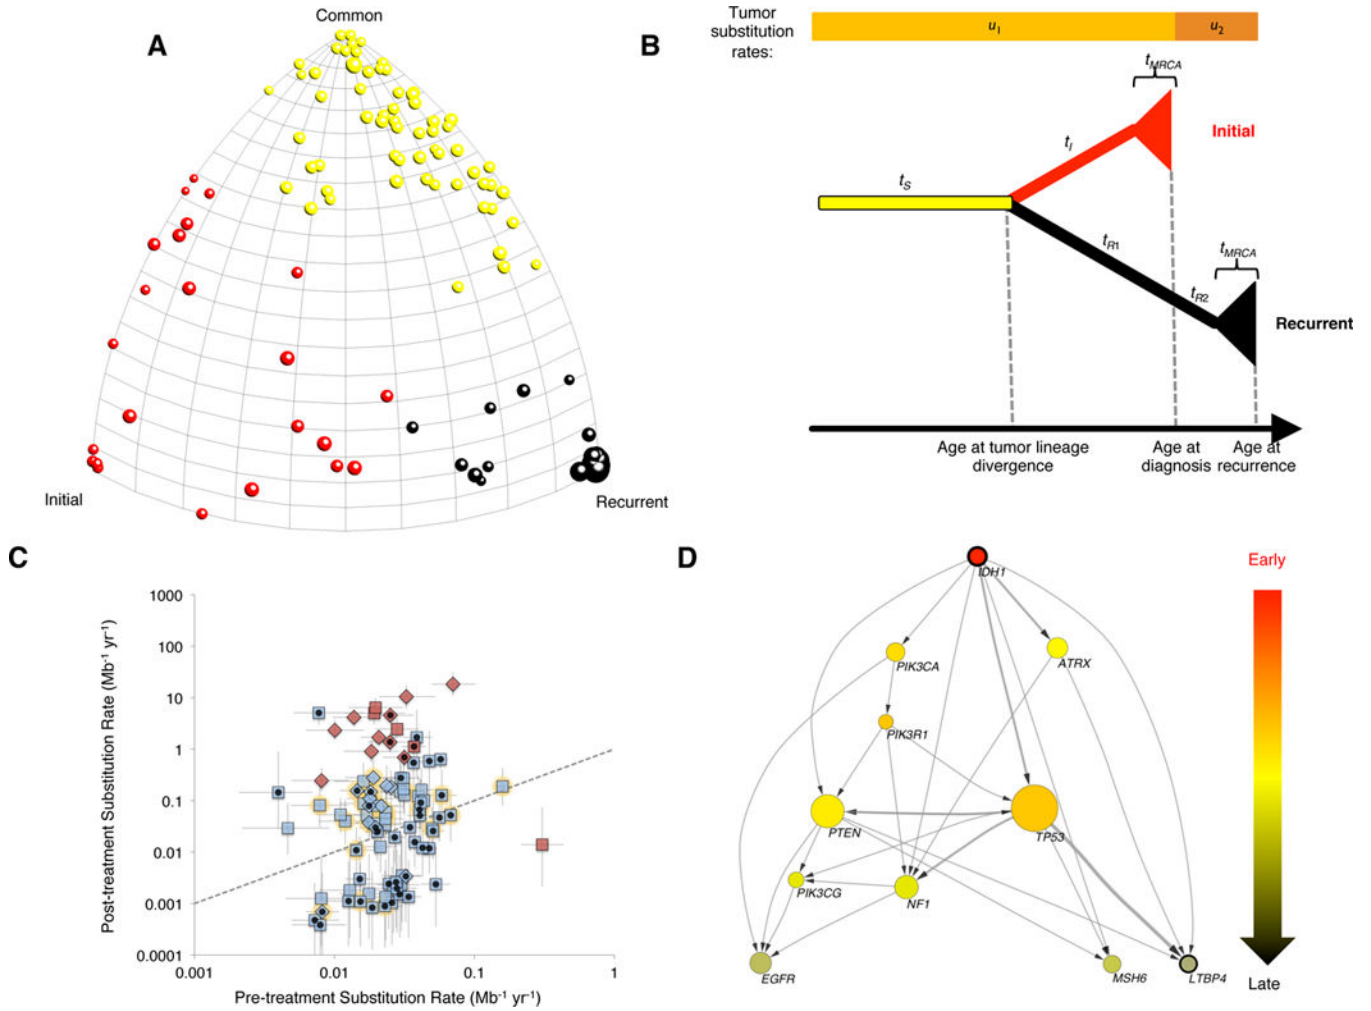 A
Common
Initial
Recurrent
B
Tumor
substitution
rates:
u1
u2
tMRCA
Initial
tI
tS
tR1
tMRCA
tR2
Recurrent
Age at tumor lineage
divergence
Age at
diagnosis
Age at
recurrence
C
Post-treatment Substitution Rate (Mb⁻¹ yr⁻¹)
1000
100
10
1
0.1
0.01
0.001
0.0001
0.001
0.01
0.1
1
Pre-treatment Substitution Rate (Mb⁻¹ yr⁻¹)
D
IDH1
PIK3CA
ATRX
PIK3R1
PTEN
TP53
PIK3CG
NF1
EGFR
MSH6
LTBP4
Early
Late